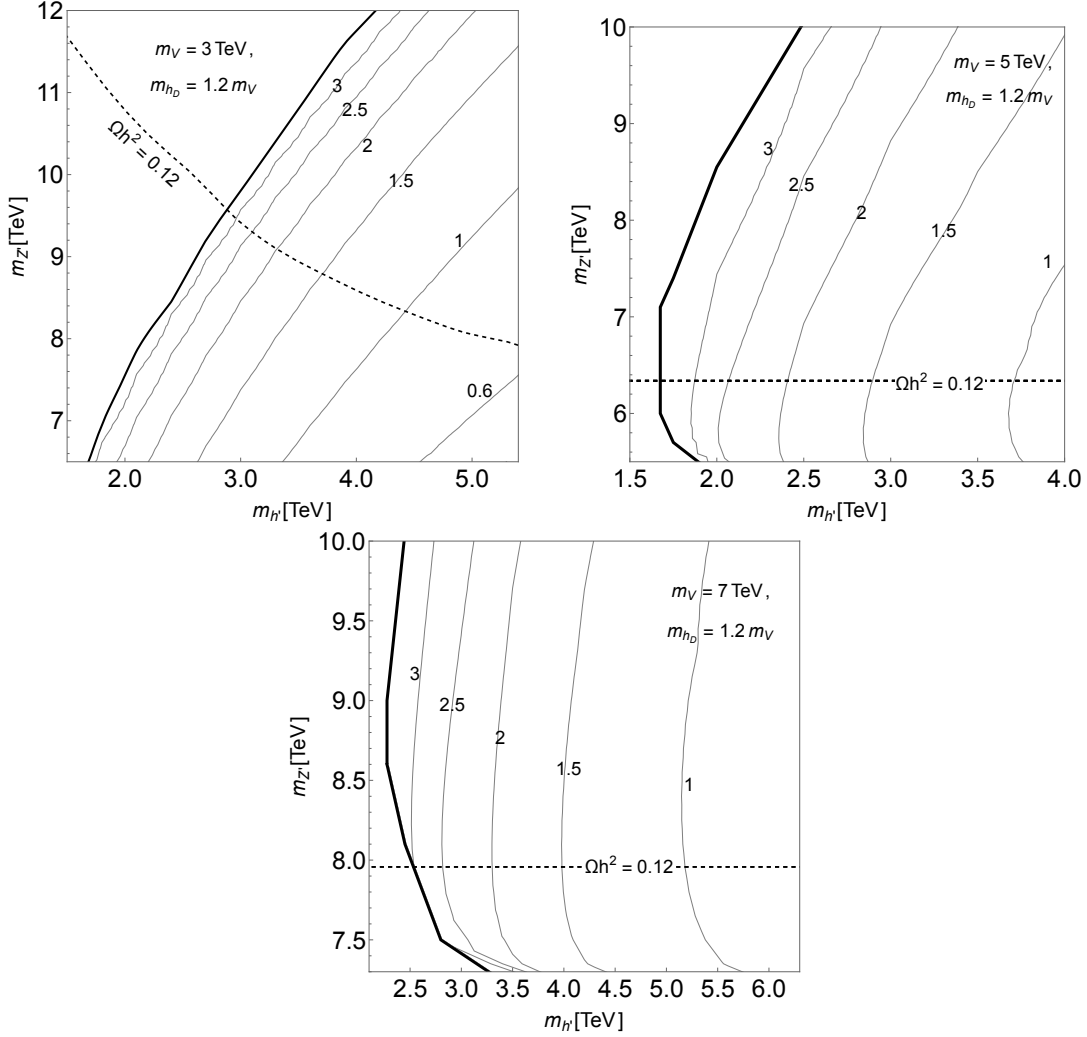 12
11
10
9
8
7
m_Z'[TeV]
m_V = 3 TeV,
m_{h_D} = 1.2 m_V
Ωh² = 0.12
3
2.5
2
1.5
1
0.6
2.0 3.0 4.0 5.0
m_h'[TeV]
10
9
8
7
6
m_Z'[TeV]
m_V = 5 TeV,
m_{h_D} = 1.2 m_V
3
2.5
2
1.5
1
Ωh² = 0.12
1.5 2.0 2.5 3.0 3.5 4.0
m_h'[TeV]
10.0
9.5
9.0
8.5
8.0
7.5
m_Z'[TeV]
m_V = 7 TeV,
m_{h_D} = 1.2 m_V
3
2.5
2
1.5
1
Ωh² = 0.12
2.5 3.0 3.5 4.0 4.5 5.0 5.5 6.0
m_h'[TeV]